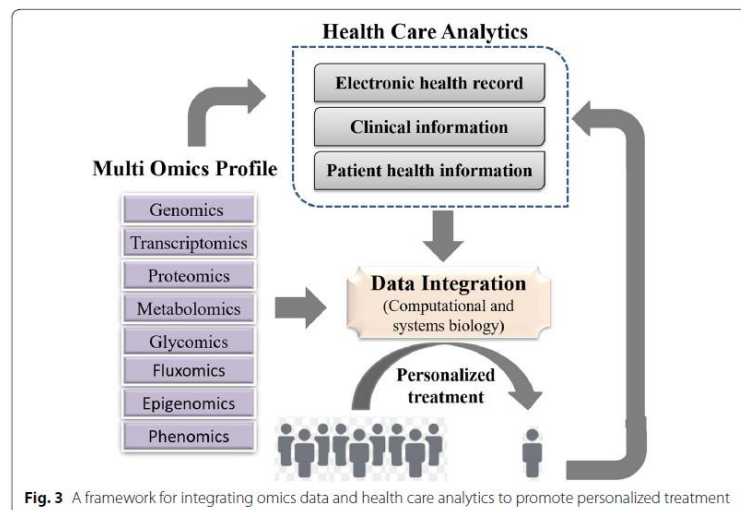 Health Care Analytics
Electronic health record
Clinical information
Patient health information
Multi Omics Profile
Genomics
Transcriptomics
Proteomics
Metabolomics
Glycomics
Fluxomics
Epigenomics
Phenomics
Data Integration
(Computational and
systems biology)
Personalized
treatment
Fig. 3 A framework for integrating omics data and health care analytics to promote personalized treatment